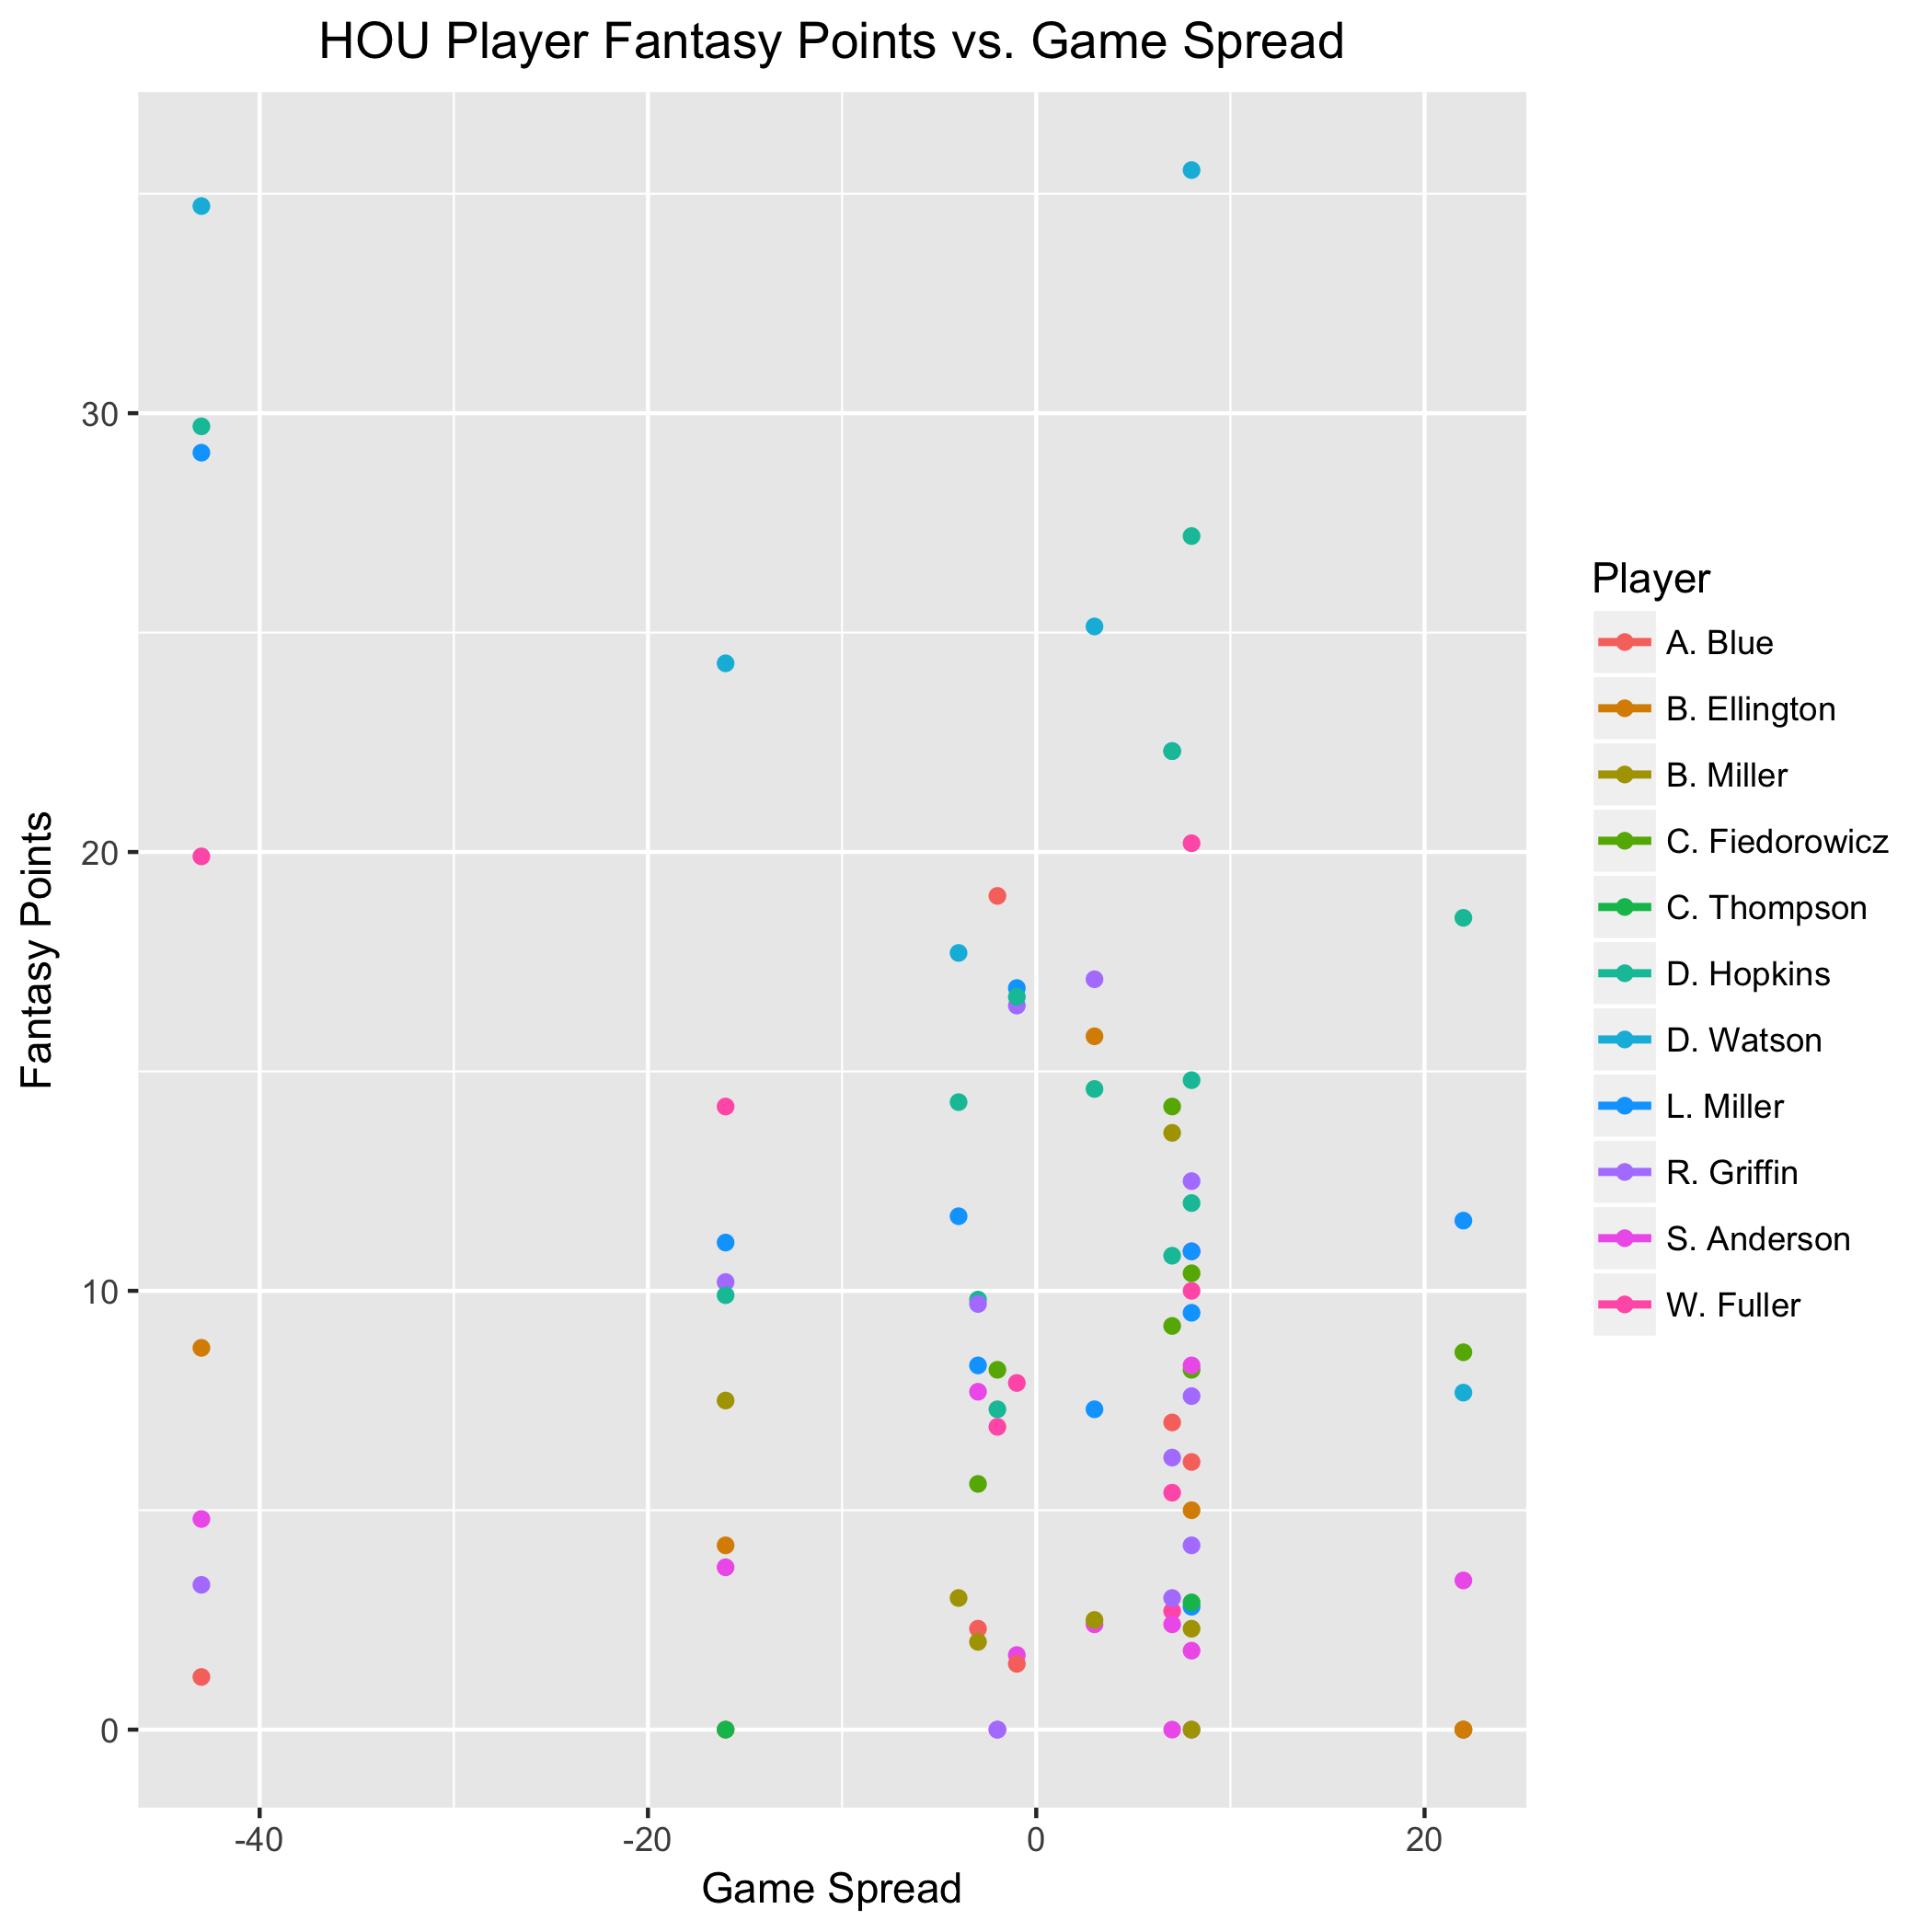 HOU Player Fantasy Points vs. Game Spread
Fantasy Points
30
20
10
0
-40
-20
0
20
Game Spread
Player
A. Blue
B. Ellington
B. Miller
C. Fiedorowicz
C. Thompson
D. Hopkins
D. Watson
L. Miller
R. Griffin
S. Anderson
W. Fuller